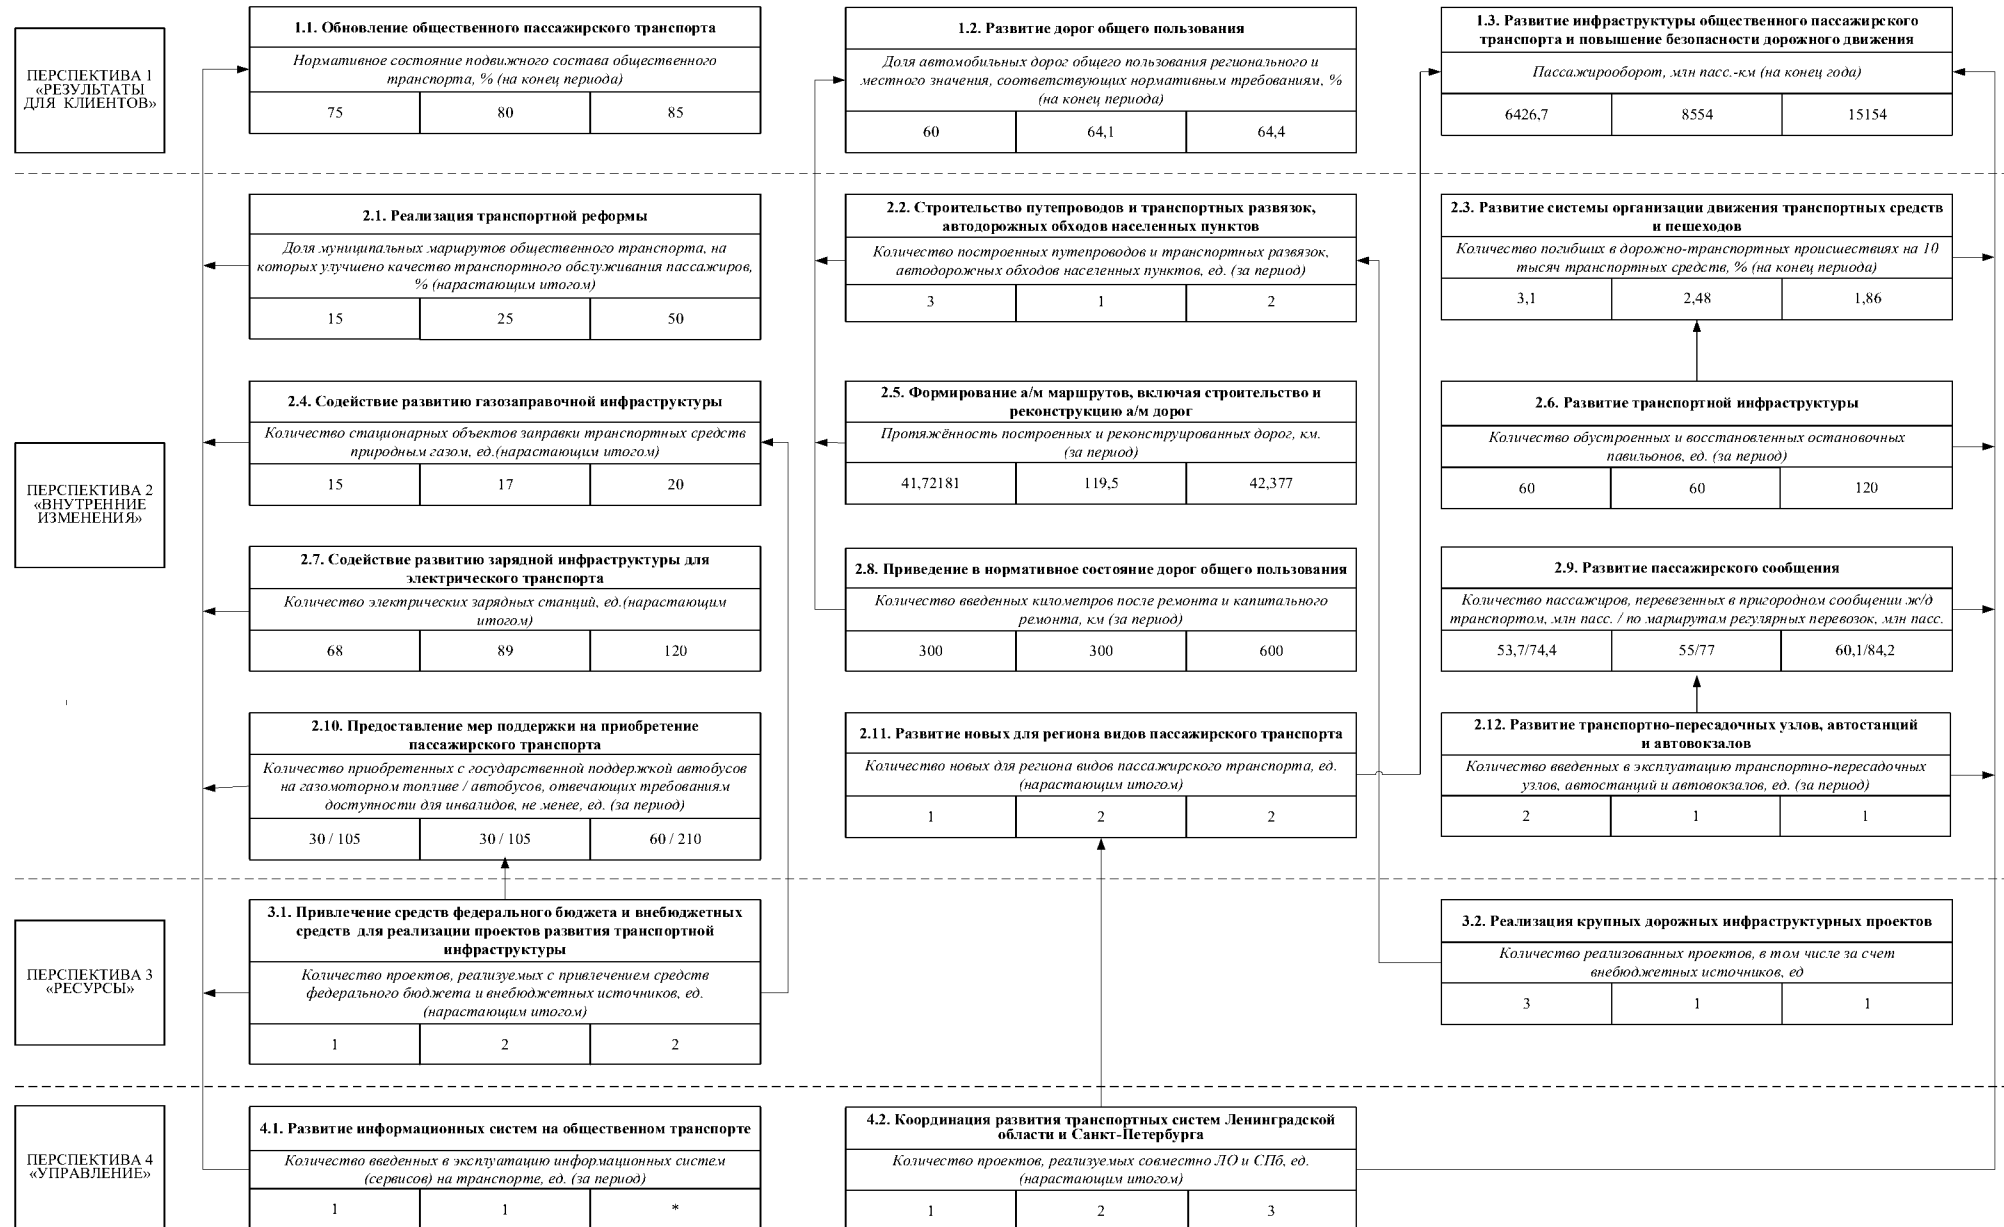 ПЕРСПЕКТИВА 1
«РЕЗУЛЬТАТЫ
ДЛЯ КЛИЕНТОВ»
1.1. Обновление общественного пассажирского транспорта
Нормативное состояние подвижного состава общественного
транспорта, % (на конец периода)
75 80 85
1.2. Развитие дорог общего пользования
Доля автомобильных дорог общего пользования регионального и
местного значения, соответствующих нормативным требованиям, %
(на конец периода)
60 64,1 64,4
1.3. Развитие инфраструктуры общественного пассажирского
транспорта и повышение безопасности дорожного движения
Пассажирооборот, млн пасс.-км (на конец года)
6426,7 8554 15154
ПЕРСПЕКТИВА 2
«ВНУТРЕННИЕ
ИЗМЕНЕНИЯ»
2.1. Реализация транспортной реформы
Доля муниципальных маршрутов общественного транспорта, на
которых улучшено качество транспортного обслуживания пассажиров,
% (нарастающим итогом)
15 25 50
2.2. Строительство путепроводов и транспортных развязок,
автодорожных обходов населенных пунктов
Количество построенных путепроводов и транспортных развязок,
автодорожных обходов населенных пунктов, ед. (за период)
3 1 2
2.3. Развитие системы организации движения транспортных средств
и пешеходов
Количество погибших в дорожно-транспортных происшествиях на 10
тысяч транспортных средств, % (на конец периода)
3,1 2,48 1,86
2.4. Содействие развитию газозаправочной инфраструктуры
Количество стационарных объектов заправки транспортных средств
природным газом, ед.(нарастающим итогом)
15 17 20
2.5. Формирование а/м маршрутов, включая строительство и
реконструкцию а/м дорог
Протяжённость построенных и реконструированных дорог, км.
(за период)
41,72181 119,5 42,377
2.6. Развитие транспортной инфраструктуры
Количество обустроенных и восстановленных остановочных
павильонов, ед. (за период)
60 60 120
2.7. Содействие развитию зарядной инфраструктуры для
электрического транспорта
Количество электрических зарядных станций, ед.(нарастающим
итогом)
68 89 120
2.8. Приведение в нормативное состояние дорог общего пользования
Количество введенных километров после ремонта и капитального
ремонта, км (за период)
300 300 600
2.9. Развитие пассажирского сообщения
Количество пассажиров, перевезенных в пригородном сообщении ж/д
транспортом, млн пасс. / по маршрутам регулярных перевозок, млн пасс.
53,7/74,4 55/77 60,1/84,2
2.10. Предоставление мер поддержки на приобретение
пассажирского транспорта
Количество приобретенных с государственной поддержкой автобусов
на газомоторном топливе / автобусов, отвечающих требованиям
доступности для инвалидов, не менее, ед. (за период)
30 / 105 30 / 105 60 / 210
2.11. Развитие новых для региона видов пассажирского транспорта
Количество новых для региона видов пассажирского транспорта, ед.
(нарастающим итогом)
1 2 2
2.12. Развитие транспортно-пересадочных узлов, автостанций
и автовокзалов
Количество введенных в эксплуатацию транспортно-пересадочных
узлов, автостанций и автовокзалов, ед. (за период)
2 1 1
ПЕРСПЕКТИВА 3
«РЕСУРСЫ»
3.1. Привлечение средств федерального бюджета и внебюджетных
средств для реализации проектов развития транспортной
инфраструктуры
Количество проектов, реализуемых с привлечением средств
федерального бюджета и внебюджетных источников, ед.
(нарастающим итогом)
1 2 2
3.2. Реализация крупных дорожных инфраструктурных проектов
Количество реализованных проектов, в том числе за счет
внебюджетных источников, ед
3 1 1
ПЕРСПЕКТИВА 4
«УПРАВЛЕНИЕ»
4.1. Развитие информационных систем на общественном транспорте
Количество введенных в эксплуатацию информационных систем
(сервисов) на транспорте, ед. (за период)
1 1 *
4.2. Координация развития транспортных систем Ленинградской
области и Санкт-Петербурга
Количество проектов, реализуемых совместно ЛО и СПб, ед.
(нарастающим итогом)
1 2 3